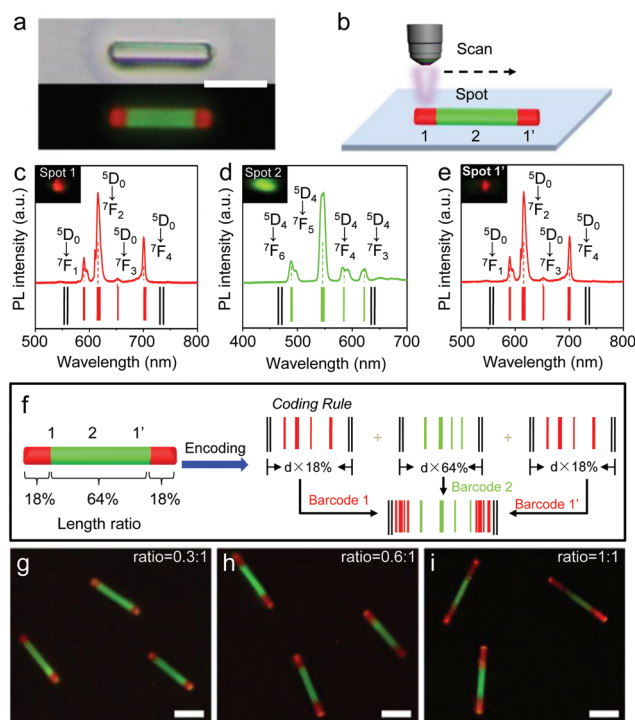 a
b
Scan
Spot
1 2 1'
c
Spot 1
⁵D₀
↓
⁷F₂
⁵D₀
↓
⁷F₁
⁵D₀
↓
⁷F₃
⁵D₀
↓
⁷F₄
PL intensity (a.u.)
500 600 700 800
Wavelength (nm)
d
Spot 2
⁵D₄
↓
⁷F₆
⁵D₄
↓
⁷F₅
⁵D₄
↓
⁷F₄
⁵D₄
↓
⁷F₃
PL intensity (a.u.)
400 500 600 700
Wavelength (nm)
e
Spot 1'
⁵D₀
↓
⁷F₂
⁵D₀
↓
⁷F₁
⁵D₀
↓
⁷F₃
⁵D₀
↓
⁷F₄
PL intensity (a.u.)
500 600 700 800
Wavelength (nm)
f
1 2 1'
18% 64% 18%
Length ratio
Encoding
Coding Rule
+ +
d×18% d×64% d×18%
Barcode 1 Barcode 2 Barcode 1'
g
ratio=0.3:1
h
ratio=0.6:1
i
ratio=1:1